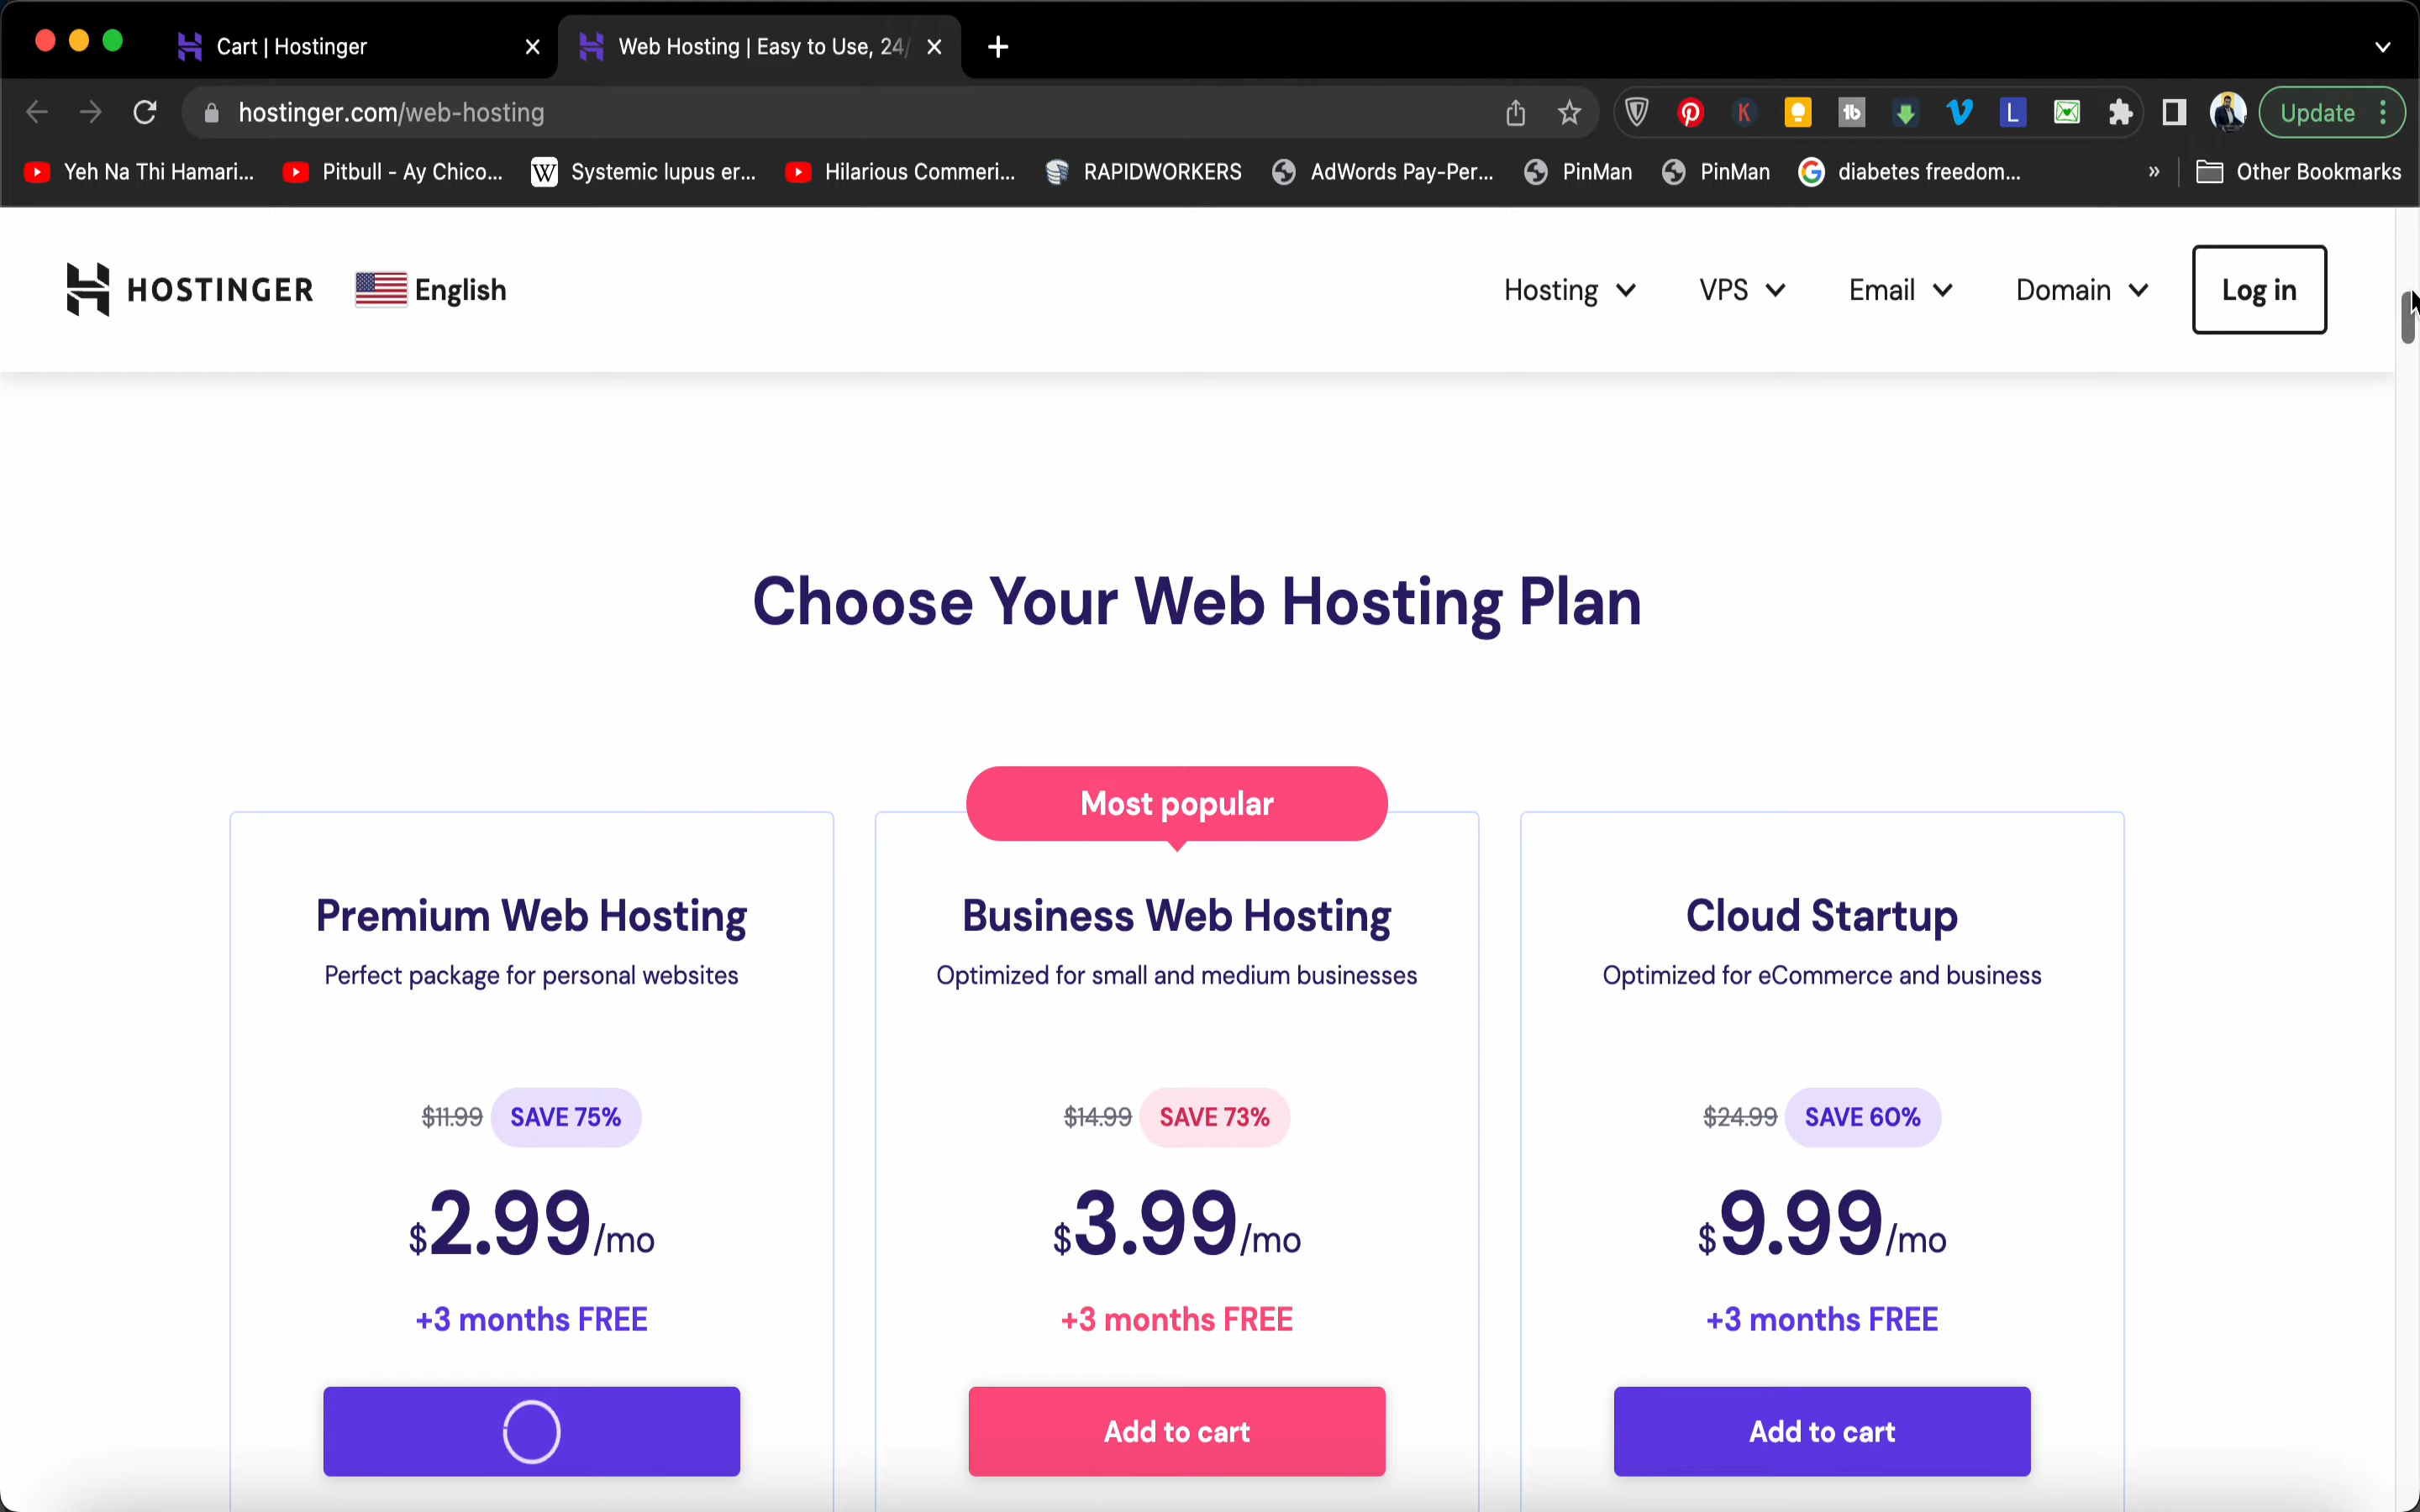 Cart | Hostinger
Web Hosting | Easy to Use, 24/
hostinger.com/web-hosting
Update
Yeh Na Thi Hamari...
Pitbull - Ay Chico...
W
Systemic lupus er...
Hilarious Commeri...
RAPIDWORKERS
AdWords Pay-Per...
PinMan
PinMan
diabetes freedom...
»
Other Bookmarks
HOSTINGER
English
Hosting
VPS
Email
Domain
Log in
Choose Your Web Hosting Plan
Most popular
Premium Web Hosting
Perfect package for personal websites
$11.99 SAVE 75%
$2.99/mo
+3 months FREE
Business Web Hosting
Optimized for small and medium businesses
$14.99 SAVE 73%
$3.99/mo
+3 months FREE
Add to cart
Cloud Startup
Optimized for eCommerce and business
$24.99 SAVE 60%
$9.99/mo
+3 months FREE
Add to cart